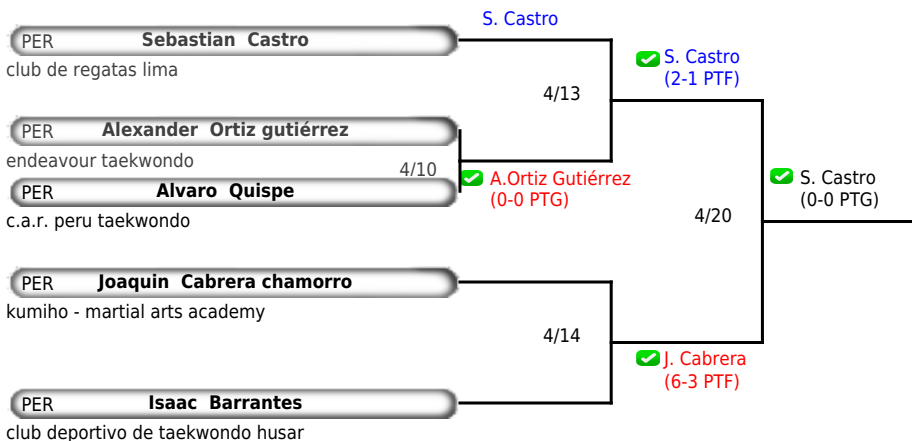 S. Castro
PER Sebastian Castro
club de regatas lima
S. Castro
(2-1 PTF)
4/13
PER Alexander Ortiz gutiérrez
endeavour taekwondo
4/10
A.Ortiz Gutiérrez
(0-0 PTG)
PER Alvaro Quispe
c.a.r. peru taekwondo
S. Castro
(0-0 PTG)
4/20
PER Joaquin Cabrera chamorro
kumiho - martial arts academy
4/14
J. Cabrera
(6-3 PTF)
PER Isaac Barrantes
club deportivo de taekwondo husar